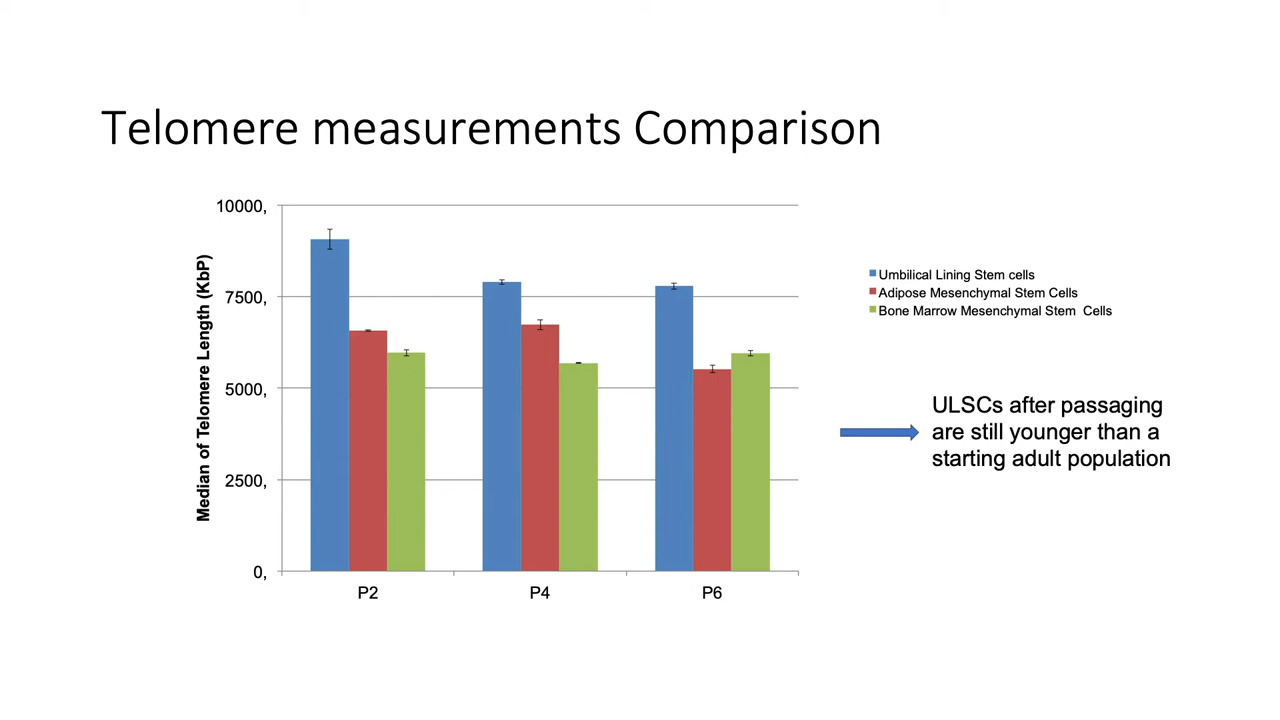 Telomere measurements Comparison
Median of Telomere Length (KbP)
10000,
7500,
5000,
2500,
0,
P2
P4
P6
Umbilical Lining Stem cells
Adipose Mesenchymal Stem Cells
Bone Marrow Mesenchymal Stem Cells
ULSCs after passaging
are still younger than a
starting adult population